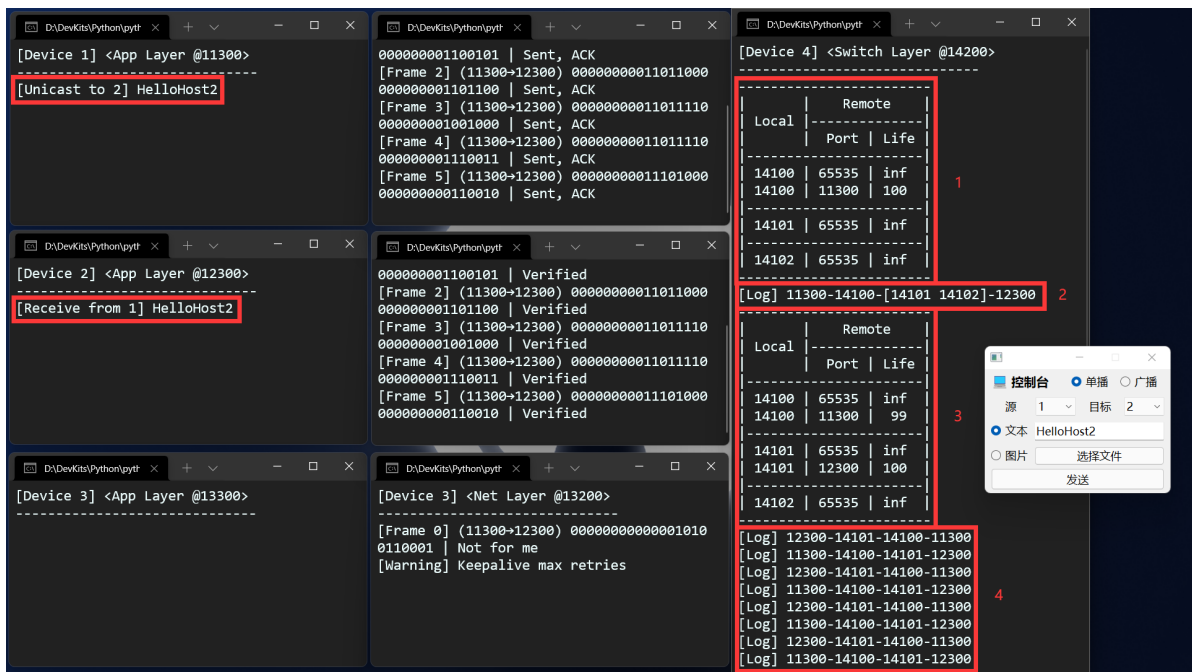 D:\DevKits\Python\pyth
[Device 1] <App Layer @11300>
-------------------------------
[Unicast to 2] HelloHost2
D:\DevKits\Python\pyth
000000001100101 | Sent, ACK
[Frame 2] (11300→12300) 00000000011011000
000000001101100 | Sent, ACK
[Frame 3] (11300→12300) 00000000011011110
000000001001000 | Sent, ACK
[Frame 4] (11300→12300) 00000000011011110
000000001110011 | Sent, ACK
[Frame 5] (11300→12300) 00000000011101000
000000000110010 | Sent, ACK
D:\DevKits\Python\pyth
[Device 2] <App Layer @12300>
-------------------------------
[Receive from 1] HelloHost2
D:\DevKits\Python\pyth
000000001100101 | Verified
[Frame 2] (11300→12300) 00000000011011000
000000001101100 | Verified
[Frame 3] (11300→12300) 00000000011011110
000000001001000 | Verified
[Frame 4] (11300→12300) 00000000011011110
000000001110011 | Verified
[Frame 5] (11300→12300) 00000000011101000
000000000110010 | Verified
D:\DevKits\Python\pyth
[Device 3] <App Layer @13300>
-------------------------------
D:\DevKits\Python\pyth
[Device 3] <Net Layer @13200>
-------------------------------
[Frame 0] (11300→12300) 00000000000001010
0110001 | Not for me
[Warning] Keepalive max retries
D:\DevKits\Python\pyth
[Device 4] <Switch Layer @14200>
-------------------------------
| Remote |
Local |--------------|
| Port | Life |
14100 | 65535 | inf
14100 | 11300 | 100
14101 | 65535 | inf
14102 | 65535 | inf
1
[Log] 11300-14100-[14101 14102]-12300
2
| Remote |
Local |--------------|
| Port | Life |
14100 | 65535 | inf
14100 | 11300 | 99
14101 | 65535 | inf
14101 | 12300 | 100
14102 | 65535 | inf
3
[Log] 12300-14101-14100-11300
[Log] 11300-14100-14101-12300
[Log] 12300-14101-14100-11300
[Log] 11300-14100-14101-12300
[Log] 12300-14101-14100-11300
[Log] 11300-14100-14101-12300
[Log] 12300-14101-14100-11300
[Log] 11300-14100-14101-12300
4
控制台 单播 广播
源 1 目标 2
文本 HelloHost2
图片 选择文件
发送